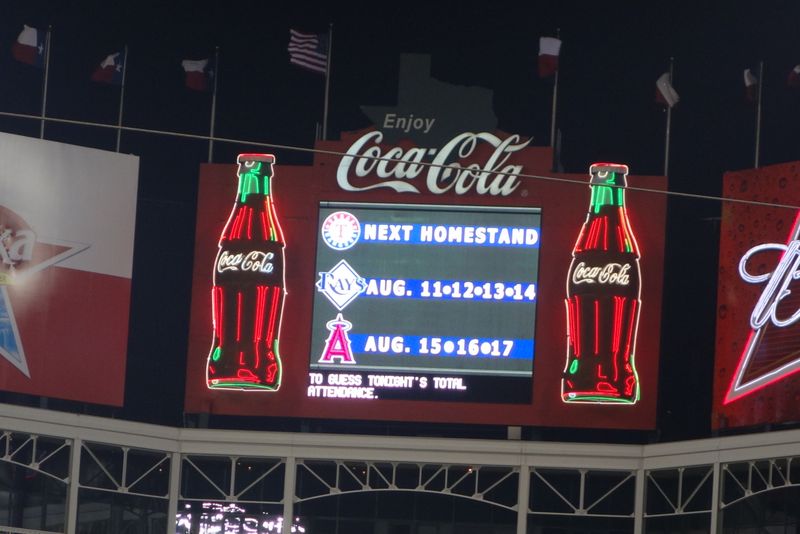 Enjoy
Coca-Cola
Coca-Cola
Coca-Cola
T NEXT HOMESTAND
RAYS AUG. 11•12•13•14
A AUG. 15•16•17
TO GUESS TONIGHT'S TOTAL
ATTENDANCE.